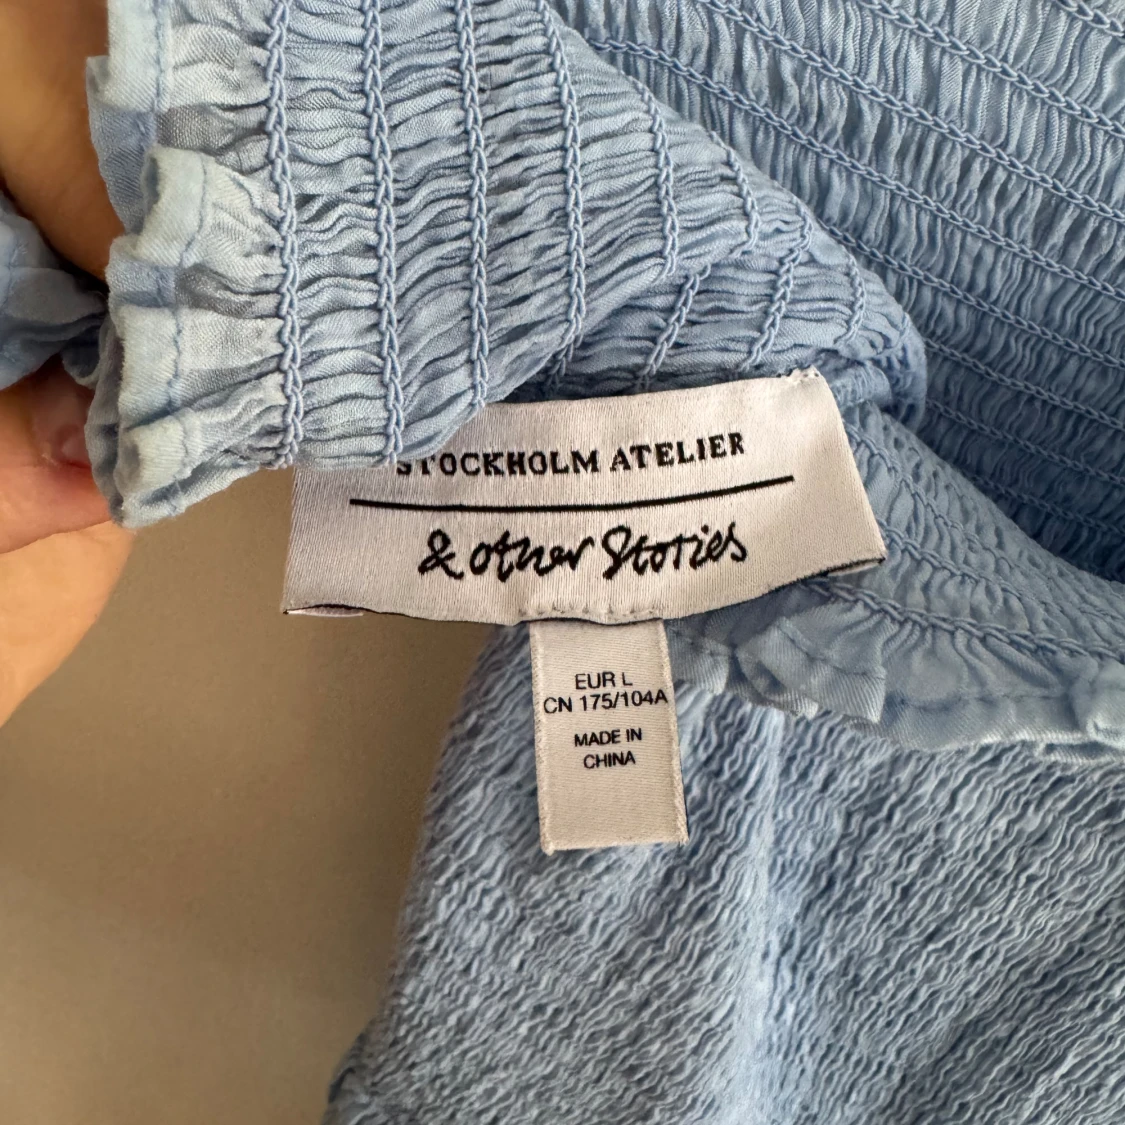 STOCKHOLM ATELIER
& other Stories
EUR L
CN 175/104A
MADE IN
CHINA